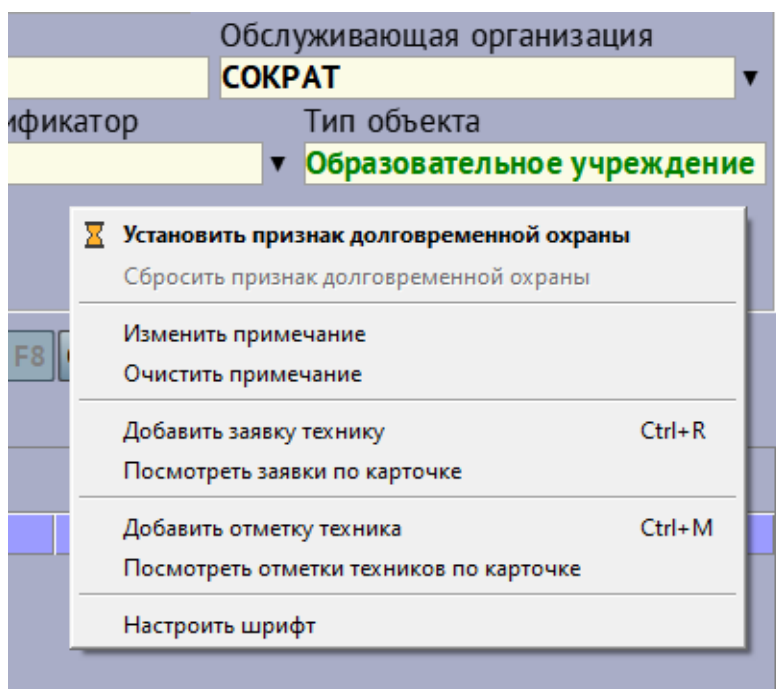 Обслуживающая организация
СОКРАТ
ификатор Тип объекта
Образовательное учреждение
Установить признак долговременной охраны
Сбросить признак долговременной охраны
Изменить примечание
F8
Очистить примечание
Добавить заявку технику Ctrl+R
Посмотреть заявки по карточке
Добавить отметку техника Ctrl+M
Посмотреть отметки техников по карточке
Настроить шрифт